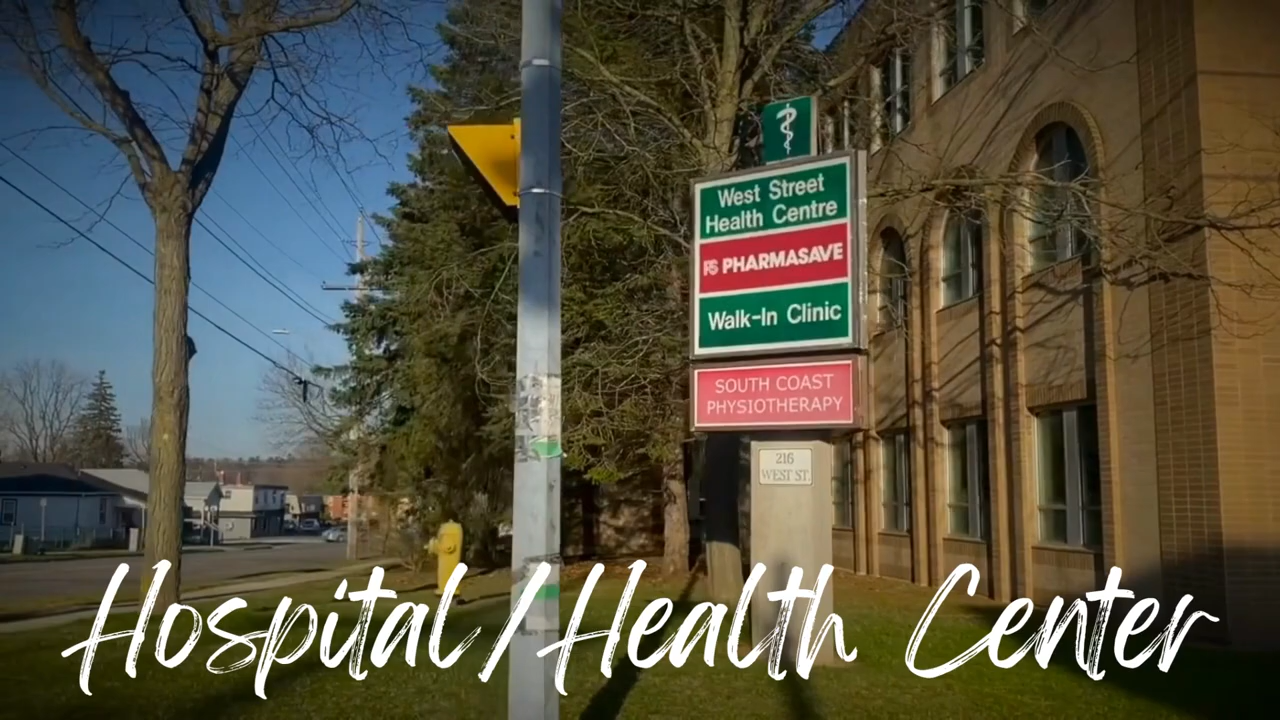 West Street
Health Centre
PHARMASAVE
Walk-In Clinic
SOUTH COAST
PHYSIOTHERAPY
216
WEST ST.
Hospital/Health Center